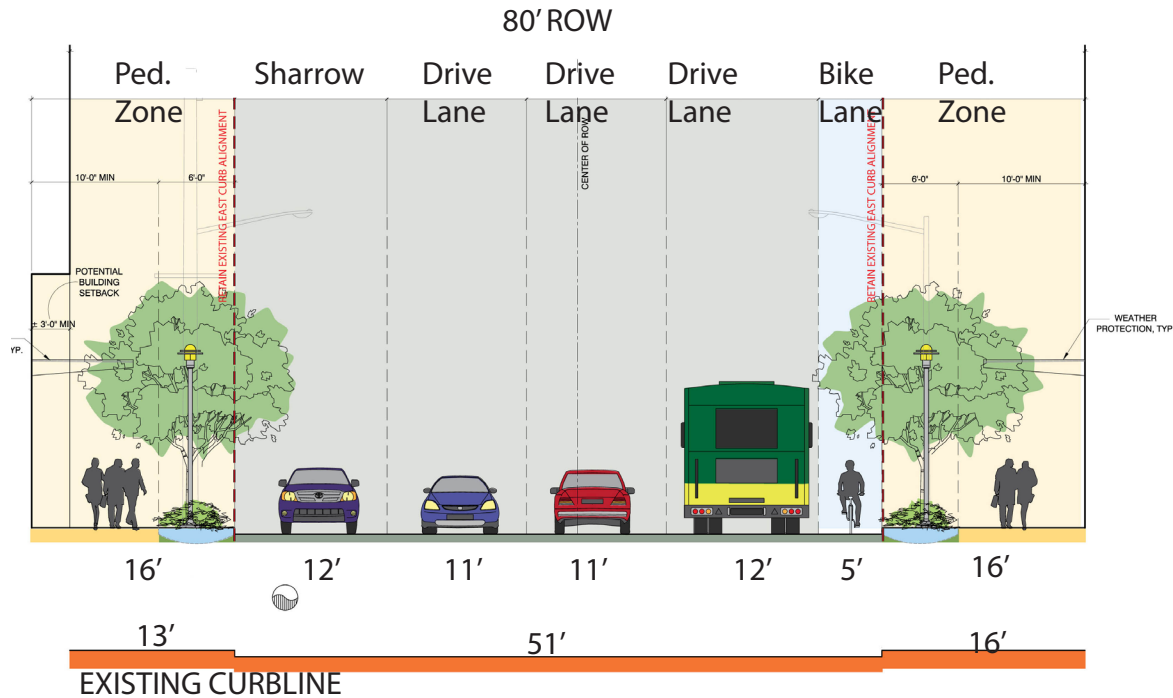 80' ROW
Ped.
Zone
Sharrow
Drive
Lane
Drive
Lane
Drive
Lane
Bike
Lane
Ped.
Zone
RETAIN EXISTING EAST CURB ALIGNMENT
CENTER OF ROW
RETAIN EXISTING EAST CURB ALIGNMENT
10'-0" MIN
6'-0"
6'-0"
10'-0" MIN
POTENTIAL
BUILDING
SETBACK
± 3'-0" MIN
YP.
WEATHER
PROTECTION, TYP
16'
12'
11'
11'
12'
5'
16'
13'
51'
16'
EXISTING CURBLINE